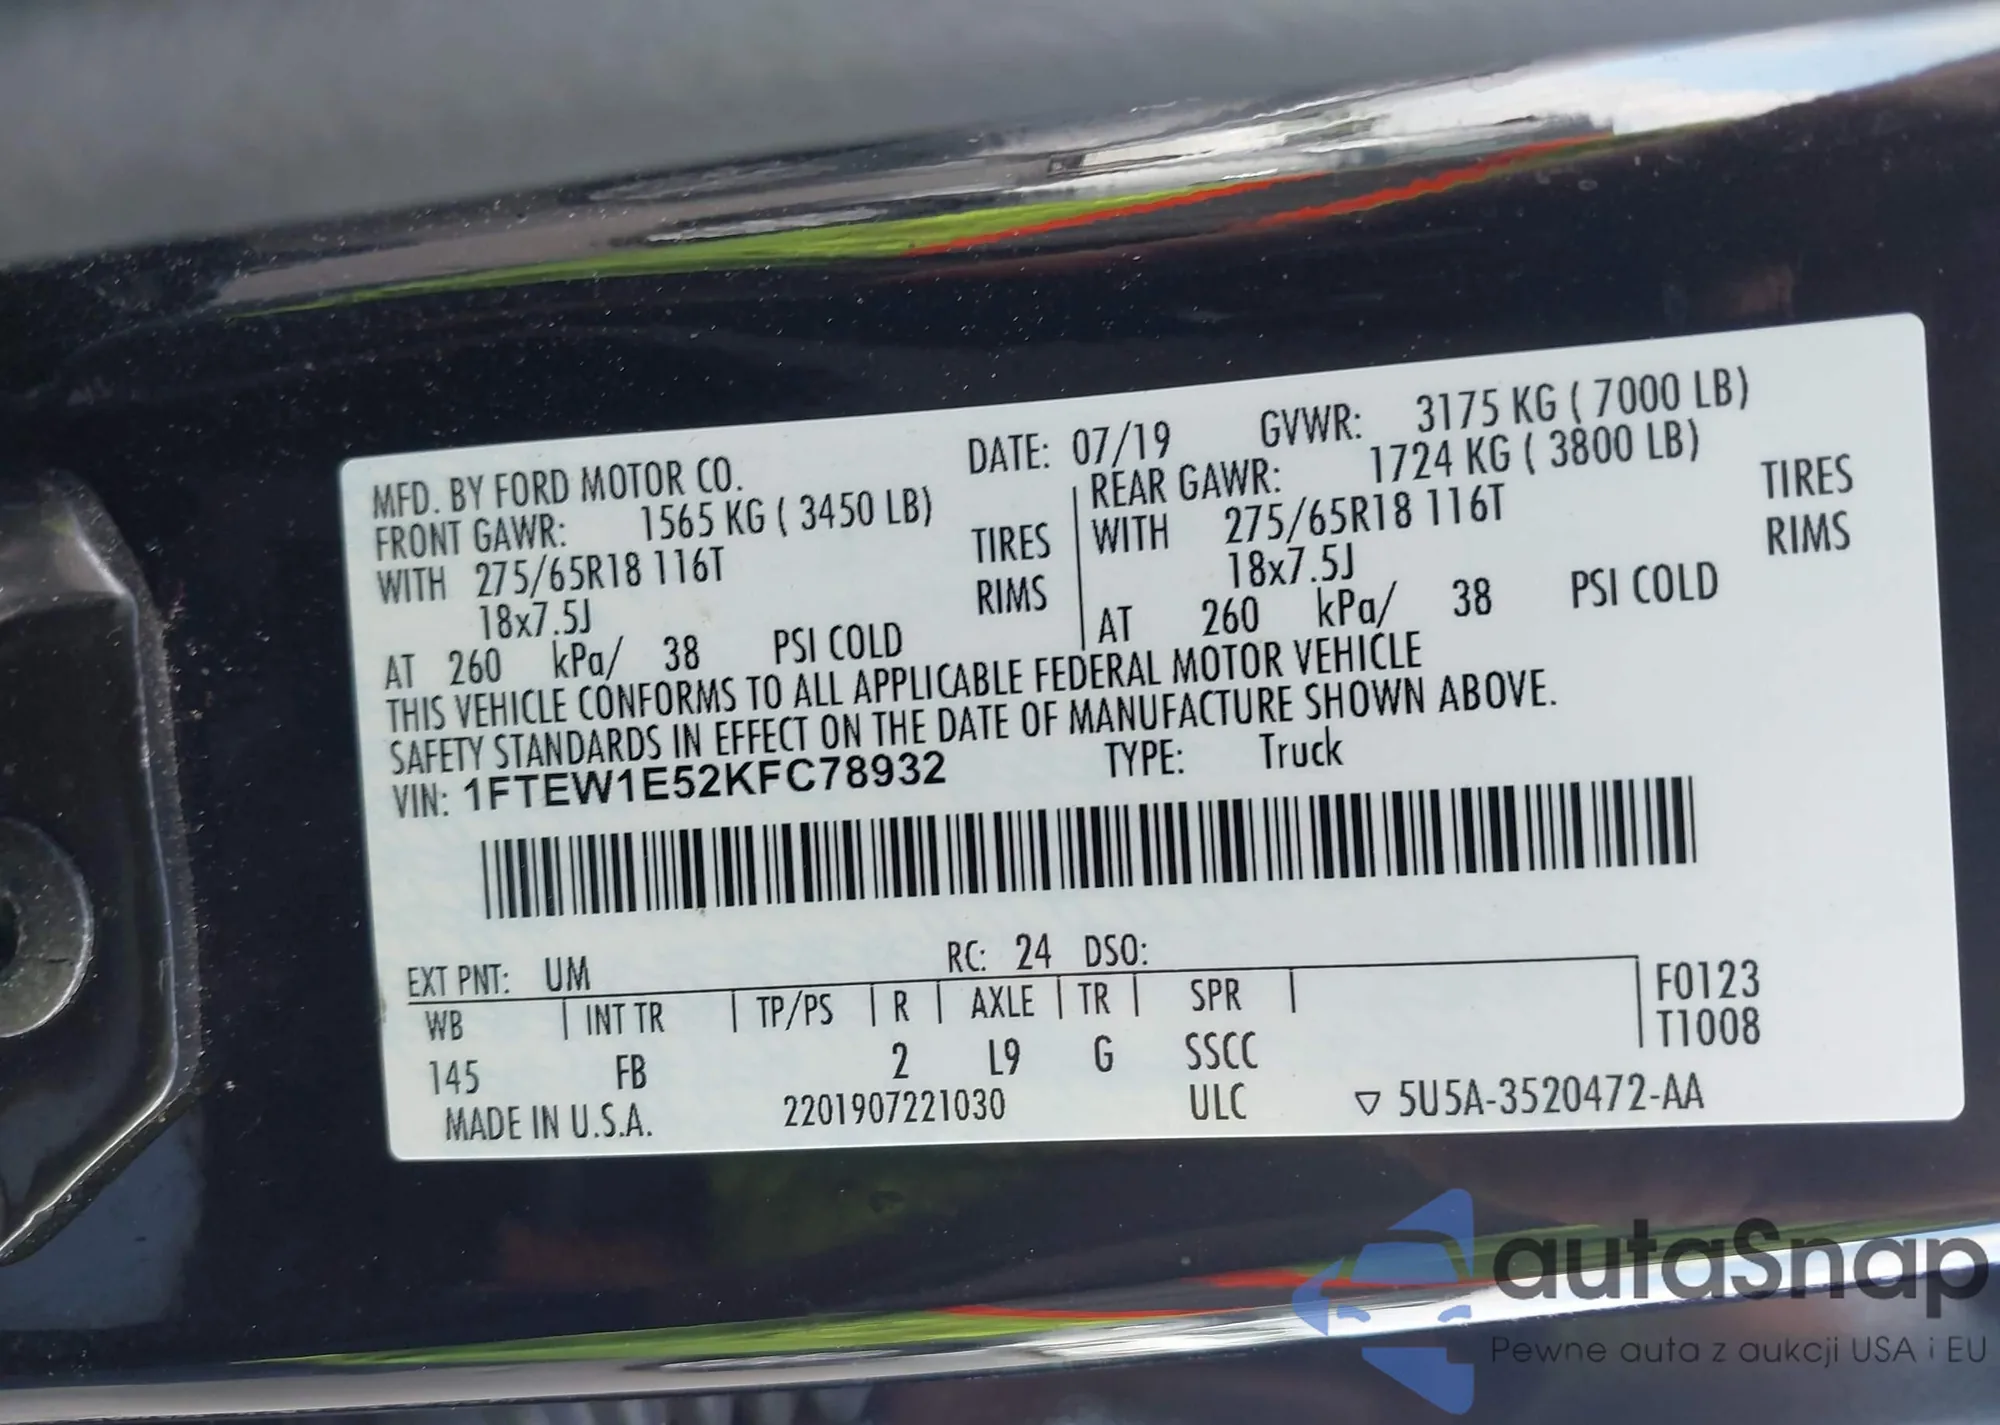 MFD. BY FORD MOTOR CO. DATE: 07/19 GVWR: 3175 KG ( 7000 LB)
FRONT GAWR: 1565 KG ( 3450 LB) REAR GAWR: 1724 KG ( 3800 LB)
WITH 275/65R18 116T TIRES WITH 275/65R18 116T TIRES
18x7.5J RIMS 18x7.5J RIMS
AT 260 kPa/ 38 PSI COLD AT 260 kPa/ 38 PSI COLD
THIS VEHICLE CONFORMS TO ALL APPLICABLE FEDERAL MOTOR VEHICLE
SAFETY STANDARDS IN EFFECT ON THE DATE OF MANUFACTURE SHOWN ABOVE.
VIN: 1FTEW1E52KFC78932 TYPE: Truck
EXT PNT: UM RC: 24 DSO:
WB INT TR TP/PS R AXLE TR SPR F0123
T1008
145 FB 2 L9 G SSCC
MADE IN U.S.A. 2201907221030 ULC ▽ 5U5A-3520472-AA
autaSnap
Pewne auta z aukcji USA i EU